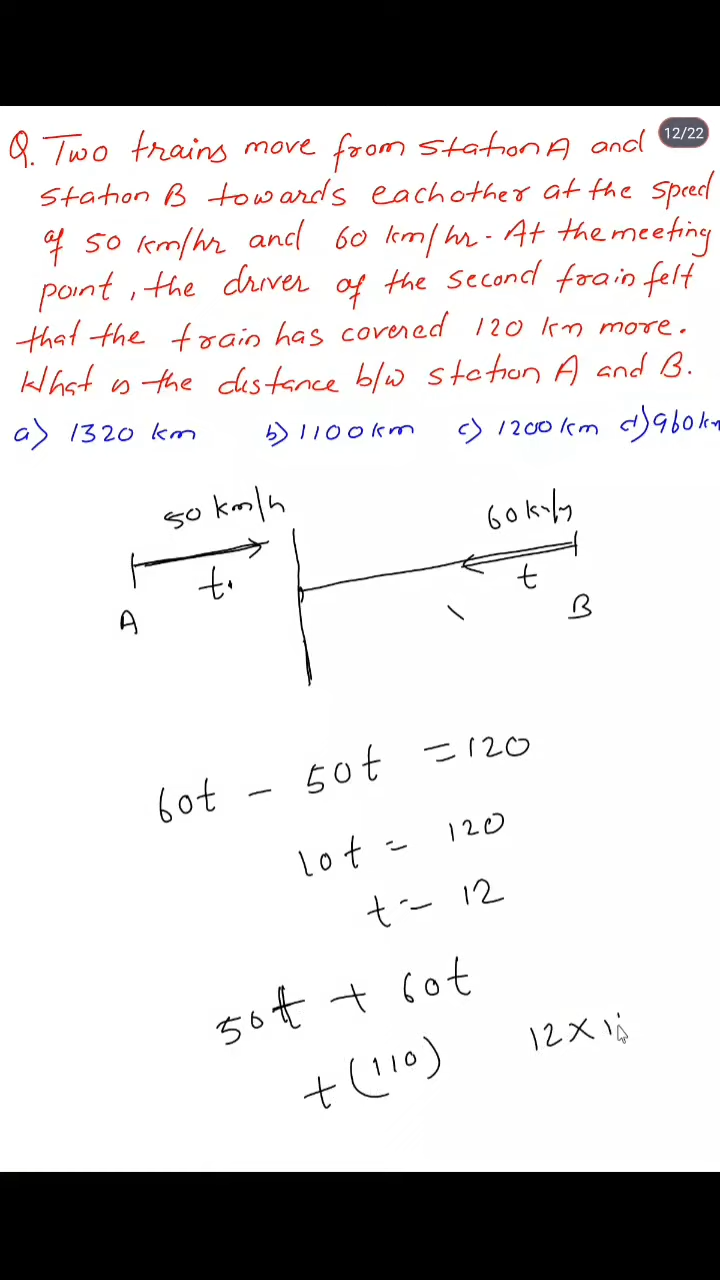 12/22
Q. Two trains move from station A and
station B towards eachother at the speed
of 50 km/hr and 60 km/hr. At the meeting
point, the driver of the second train felt
that the train has covered 120 km more.
What is the distance b/w station A and B.
a) 1320 km b) 1100 km c) 1200 km d) 960 km
50 km/h 60 km/h
t. t
A B
60t - 50t = 120
10t = 120
t = 12
50t + 60t
t(110) 12×1